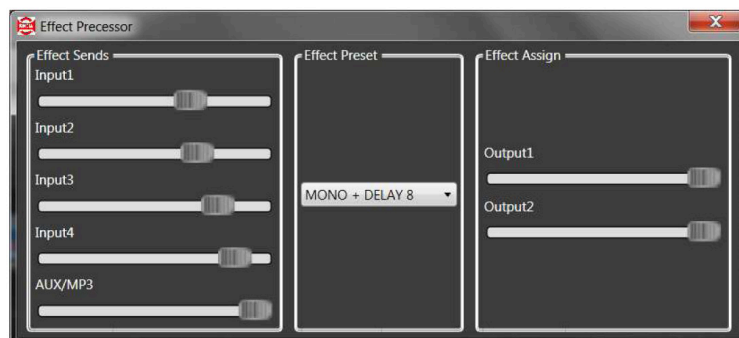 Effect Precessor
Effect Sends
Input1
Input2
Input3
Input4
AUX/MP3
Effect Preset
MONO + DELAY 8
Effect Assign
Output1
Output2